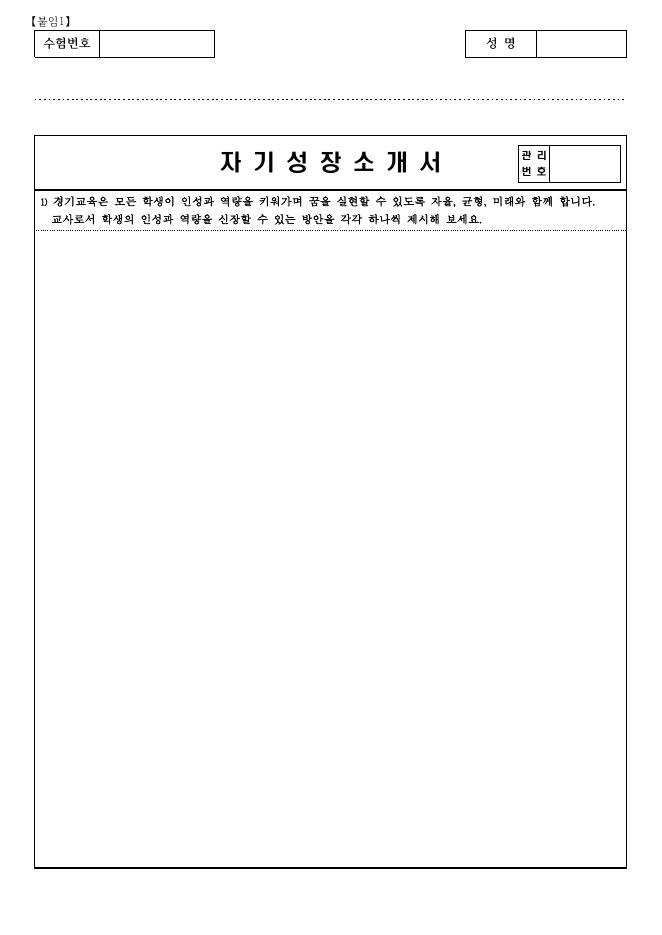 【붙임1】
수험번호
성 명
자 기 성 장 소 개 서
관 리
번 호
1) 경기교육은 모든 학생이 인성과 역량을 키워가며 꿈을 실현할 수 있도록 자율, 균형, 미래와 함께 합니다.
교사로서 학생의 인성과 역량을 신장할 수 있는 방안을 각각 하나씩 제시해 보세요.